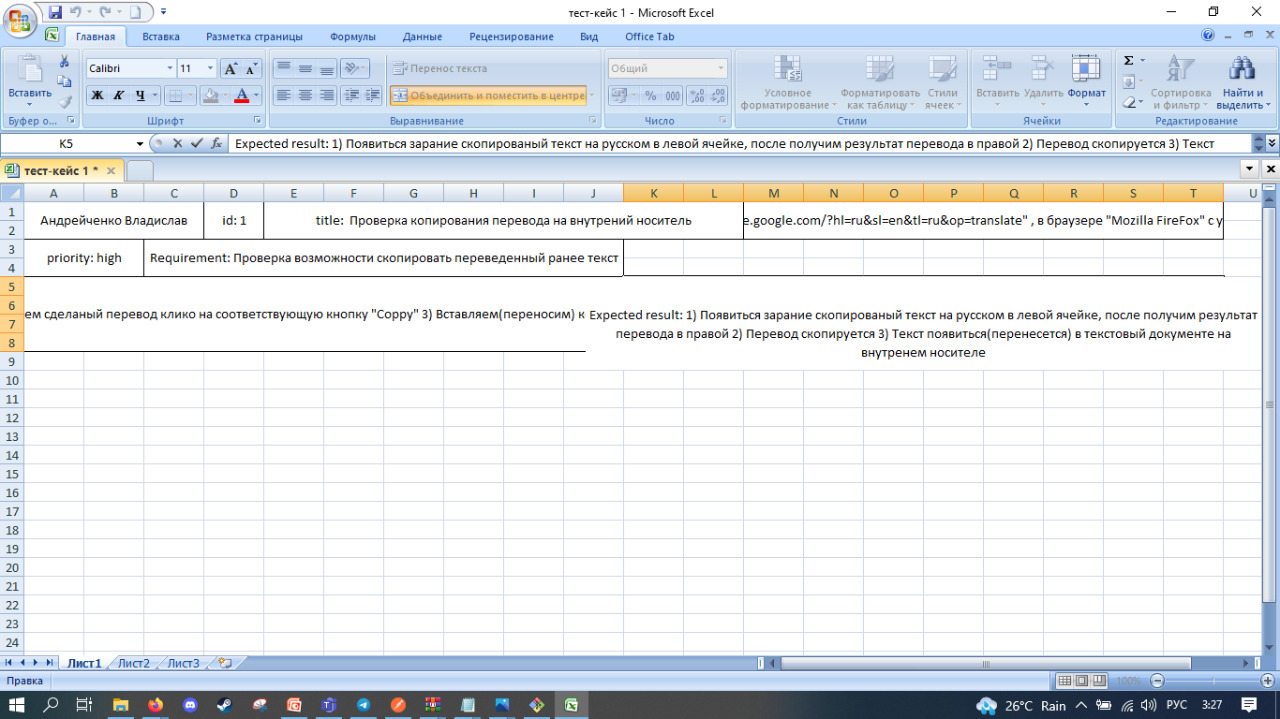 тест-кейс 1 - Microsoft Excel
Главная Вставка Разметка страницы Формулы Данные Рецензирование Вид Office Tab
Вставить
Буфер о...
Calibri 11
Ж К Ч
Шрифт
Перенос текста
Объединить и поместить в центре
Выравнивание
Общий
% 000
Число
Условное форматирование
Форматировать как таблицу
Стили ячеек
Стили
Вставить Удалить Формат
Ячейки
Сортировка и фильтр
Найти и выделить
Редактирование
K5 fx Expected result: 1) Появиться зарание скопированый текст на русском в левой ячейке, после получим результат перевода в правой 2) Перевод скопируется 3) Текст
тест-кейс 1 *
A B C D E F G H I J K L M N O P Q R S T U
1
Андрейченко Владислав id: 1 title: Проверка копирования перевода на внутрений носитель e.google.com/?hl=ru&sl=en&tl=ru&op=translate" , в браузере "Mozilla FireFox" с у
2
3
priority: high Requirement: Проверка возможности скопировать переведенный ранее текст
4
5
6
ем сделаный перевод клико на соответствующую кнопку "Coppy" 3) Вставляем(переносим) к
Expected result: 1) Появиться зарание скопированый текст на русском в левой ячейке, после получим результат
7
перевода в правой 2) Перевод скопируется 3) Текст появиться(перенесется) в текстовый документе на
8
внутренем носителе
9
10
11
12
13
14
15
16
17
18
19
20
21
22
23
24
Лист1 Лист2 Лист3
Правка 100%
26°C Rain РУС 3:27